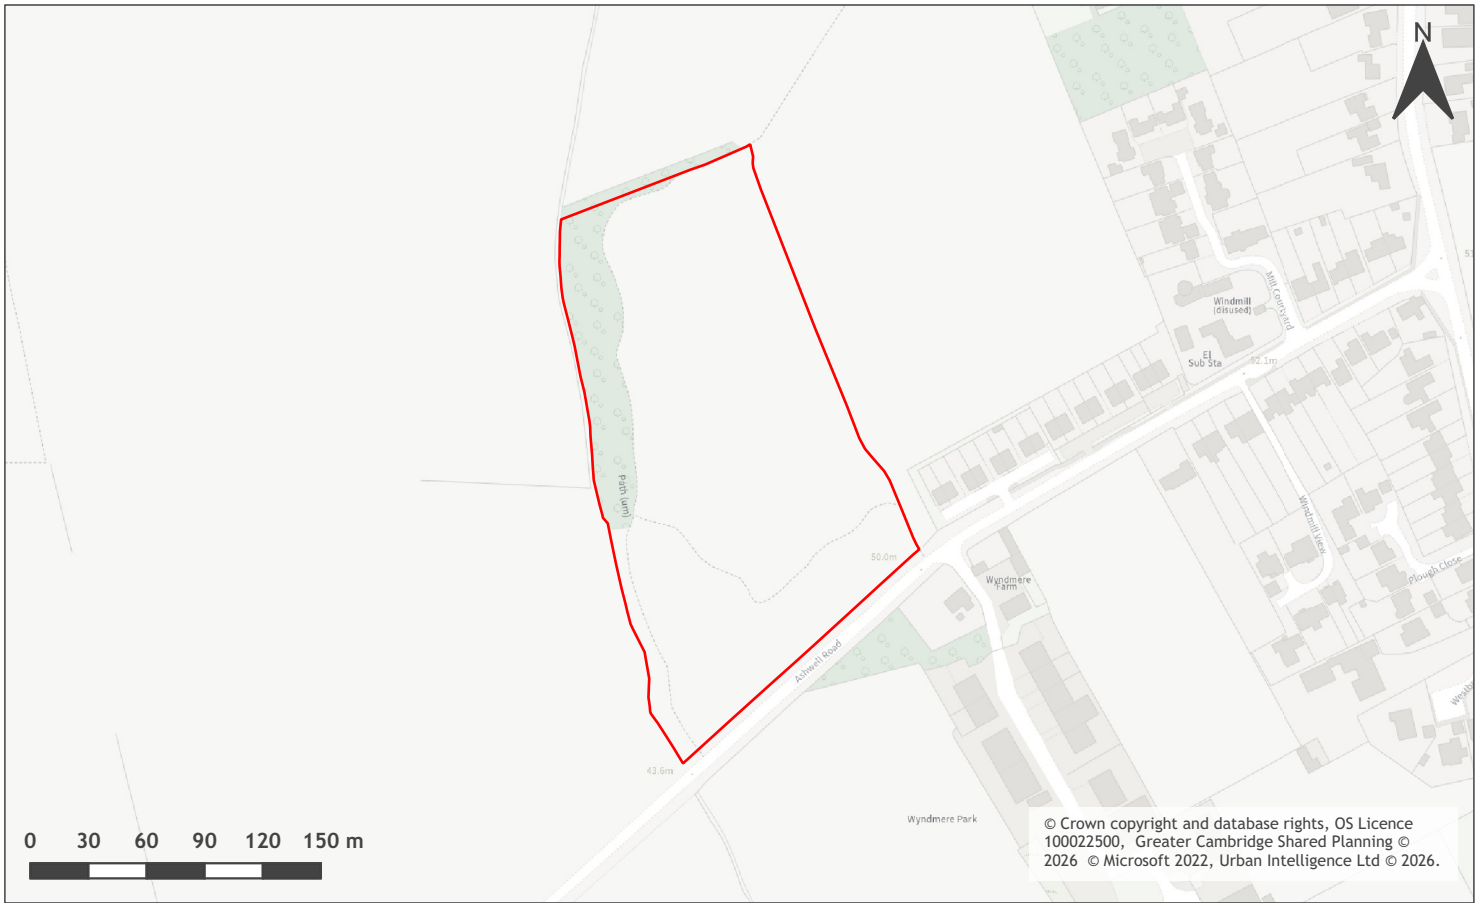 N
Mill Courtyard
Windmill
(disused)
El
Sub Sta
52.1m
Windmill View
Plough Close
Path (um)
50.0m
Wyndmere
Farm
Ashwell Road
43.6m
Wyndmere Park
0 30 60 90 120 150 m
© Crown copyright and database rights, OS Licence
100022500, Greater Cambridge Shared Planning ©
2026 © Microsoft 2022, Urban Intelligence Ltd © 2026.